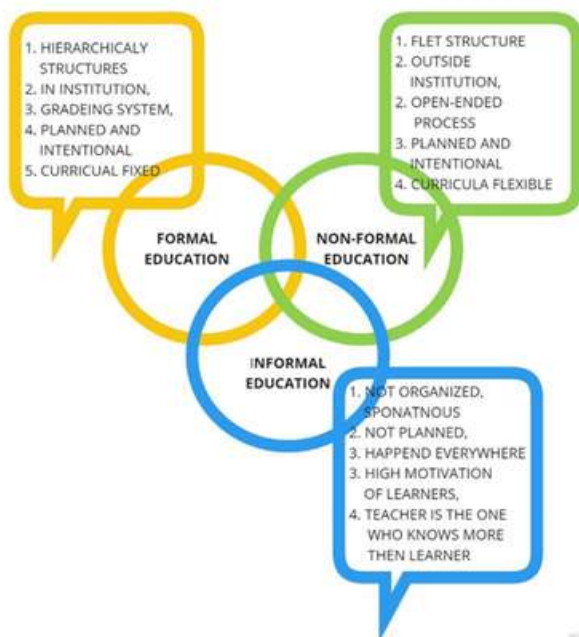 1. HIERARCHICALY
STRUCTURES
2. IN INSTITUTION,
3. GRADEING SYSTEM,
4. PLANNED AND
INTENTIONAL
5. CURRICUAL FIXED
1. FLET STRUCTURE
2. OUTSIDE
INSTITUTION,
2. OPEN-ENDED
PROCESS
3. PLANNED AND
INTENTIONAL
4. CURRICULA FLEXIBLE
FORMAL
EDUCATION
NON-FORMAL
EDUCATION
INFORMAL
EDUCATION
1. NOT ORGANIZED,
SPONATNOUS
2. NOT PLANNED,
3. HAPPEND EVERYWHERE
3. HIGH MOTIVATION
OF LEARNERS,
4. TEACHER IS THE ONE
WHO KNOWS MORE
THEN LEARNER